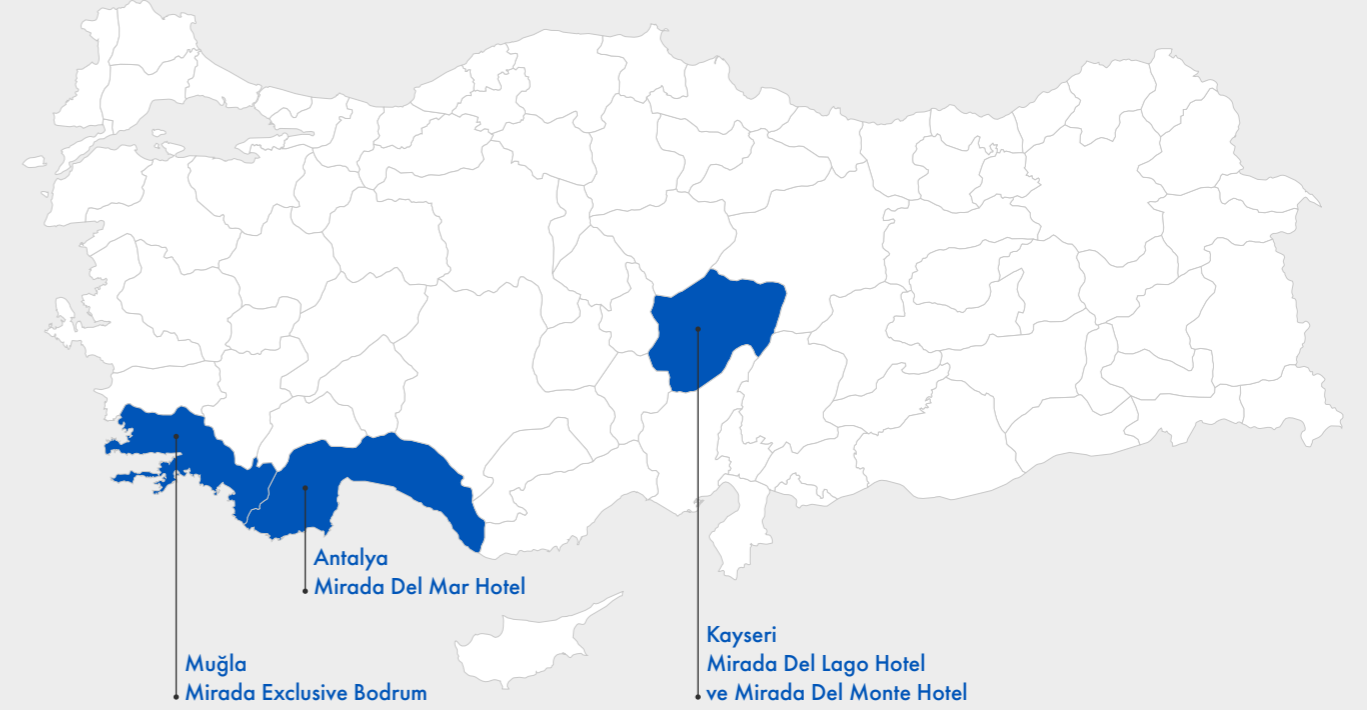 Antalya
Mirada Del Mar Hotel
Muğla
Mirada Exclusive Bodrum
Kayseri
Mirada Del Lago Hotel
ve Mirada Del Monte Hotel